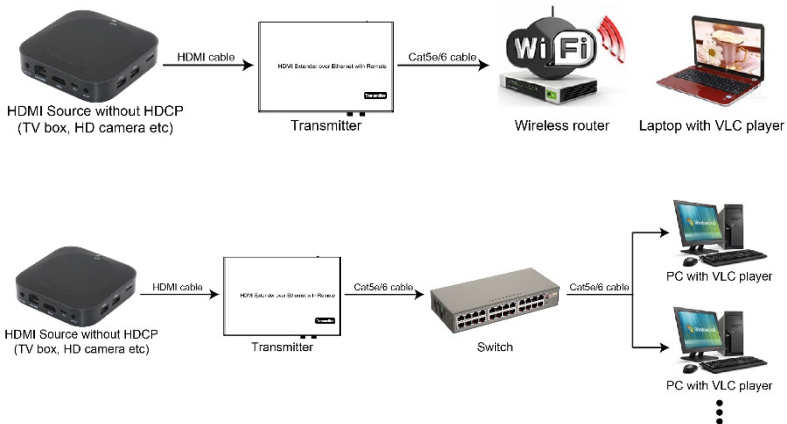 HDMI cable
Cat5e/6 cable
HDMI Extender over Ethernet with Remote
Transmitter
Wi Fi
HDMI Source without HDCP
(TV box, HD camera etc)
Transmitter
Wireless router
Laptop with VLC player
HDMI cable
Cat5e/6 cable
Cat5e/6 cable
HDMI Extender over Ethernet with Remote
Transmitter
PC with VLC player
HDMI Source without HDCP
(TV box, HD camera etc)
Transmitter
Switch
PC with VLC player